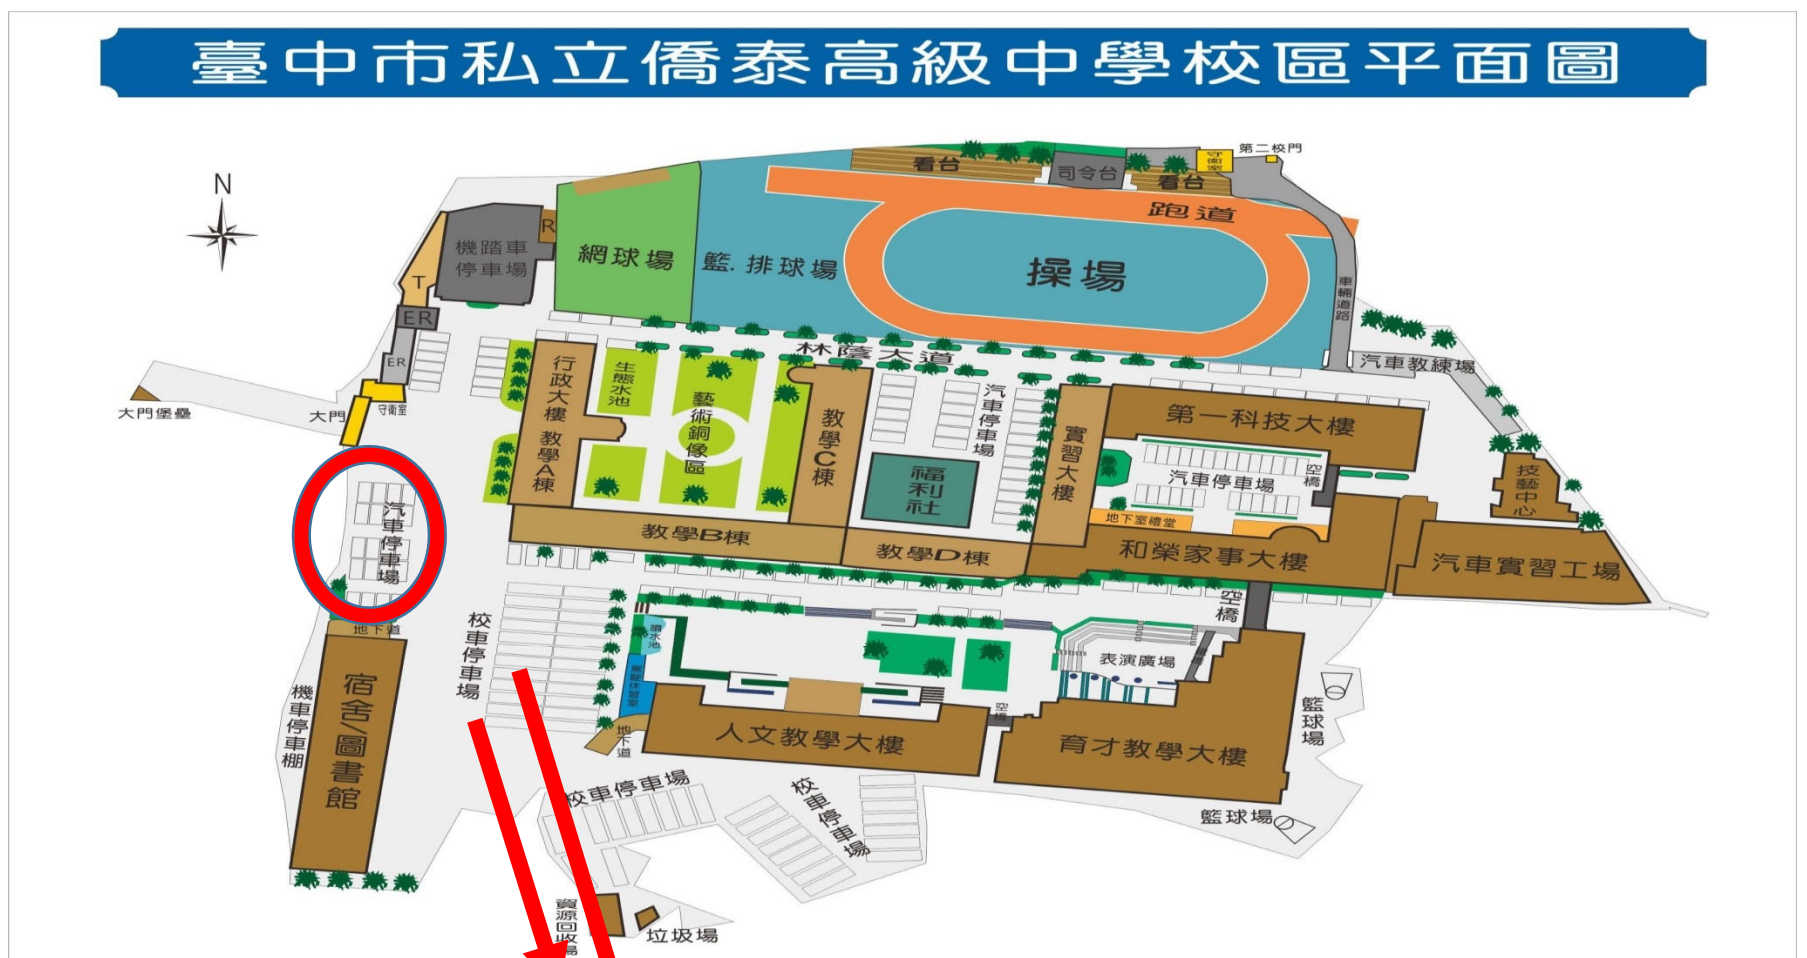 臺中市私立僑泰高級中學校區平面圖
N
第二校門
守衛室
看台
司令台
看台
跑道
R
機踏車
停車場
網球場
籃.排球場
操場
T
ER
ER
車輛道路
林蔭大道
汽車教練場
大門堡壘
大門
守衛室
行政大樓 教學A棟
生態水池
藝術銅像區
教學C棟
汽車停車場
福利社
實習大樓
第一科技大樓
汽車停車場
空橋
地下室禮堂
技藝中心
汽車停車場
教學B棟
教學D棟
和榮家事大樓
汽車實習工場
地下道
校車停車場
噴水池
駕駛休息室
空橋
表演廣場
機車停車棚
宿舍/圖書館
地下道
人文教學大樓
空橋
育才教學大樓
籃球場
校車停車場
校車停車場
籃球場
資源回收場
垃圾場